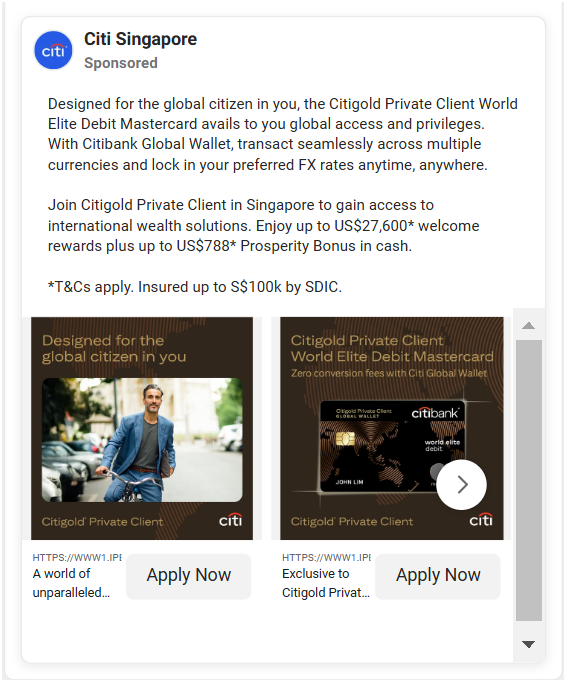 citi
Citi Singapore
Sponsored
Designed for the global citizen in you, the Citigold Private Client World
Elite Debit Mastercard avails to you global access and privileges.
With Citibank Global Wallet, transact seamlessly across multiple
currencies and lock in your preferred FX rates anytime, anywhere.
Join Citigold Private Client in Singapore to gain access to
international wealth solutions. Enjoy up to US$27,600* welcome
rewards plus up to US$788* Prosperity Bonus in cash.
*T&Cs apply. Insured up to S$100k by SDIC.
Designed for the
global citizen in you
Citigold® Private Client
citi
HTTPS://WWW1.IPE
A world of
unparalleled...
Apply Now
Citigold Private Client
World Elite Debit Mastercard
Zero conversion fees with Citi Global Wallet
Citigold Private Client
GLOBAL WALLET
citibank
world elite
debit
JOHN LIM
Citigold® Private Client
citi
HTTPS://WWW1.IPE
Exclusive to
Citigold Privat...
Apply Now